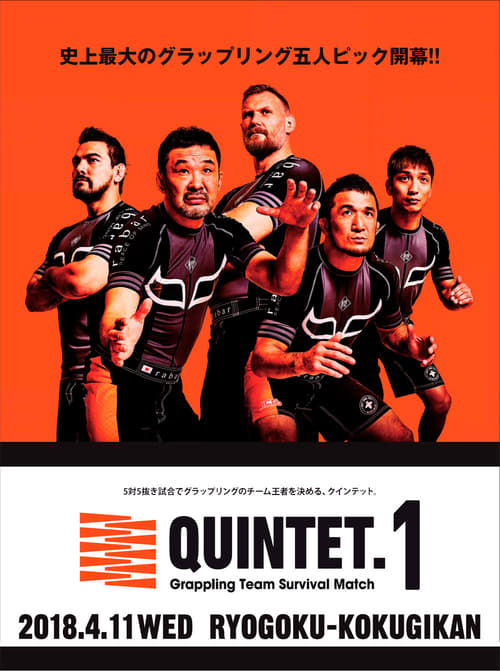 史上最大のグラップリング五人ピック開幕!!
rabar
rabar
5対5抜き試合でグラップリングのチーム王者を決める、クインテット。
QUINTET.1
Grappling Team Survival Match
2018.4.11WED RYOGOKU-KOKUGIKAN